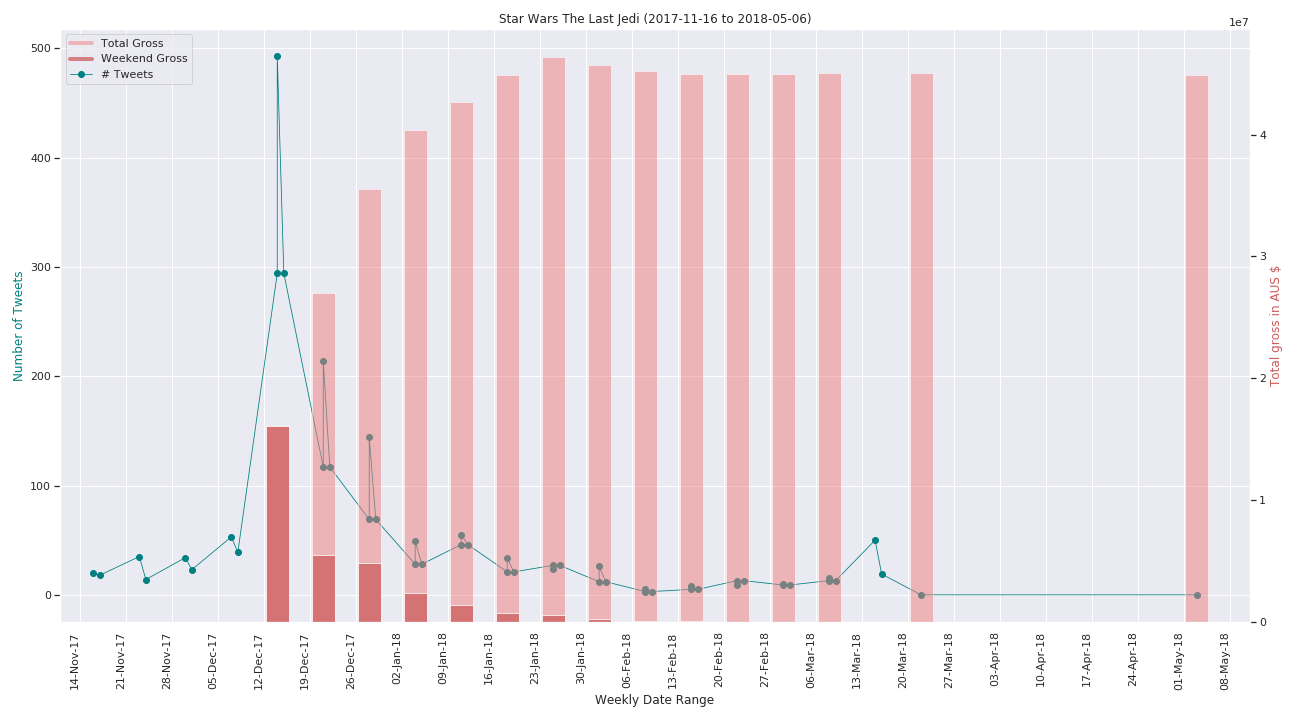 Star Wars The Last Jedi (2017-11-16 to 2018-05-06)
1e7
Total Gross
Weekend Gross
# Tweets
500
400
300
200
100
0
Number of Tweets
4
3
2
1
0
Total gross in AUS $
14-Nov-17
21-Nov-17
28-Nov-17
05-Dec-17
12-Dec-17
19-Dec-17
26-Dec-17
02-Jan-18
09-Jan-18
16-Jan-18
23-Jan-18
30-Jan-18
06-Feb-18
13-Feb-18
20-Feb-18
27-Feb-18
06-Mar-18
13-Mar-18
20-Mar-18
27-Mar-18
03-Apr-18
10-Apr-18
17-Apr-18
24-Apr-18
01-May-18
08-May-18
Weekly Date Range